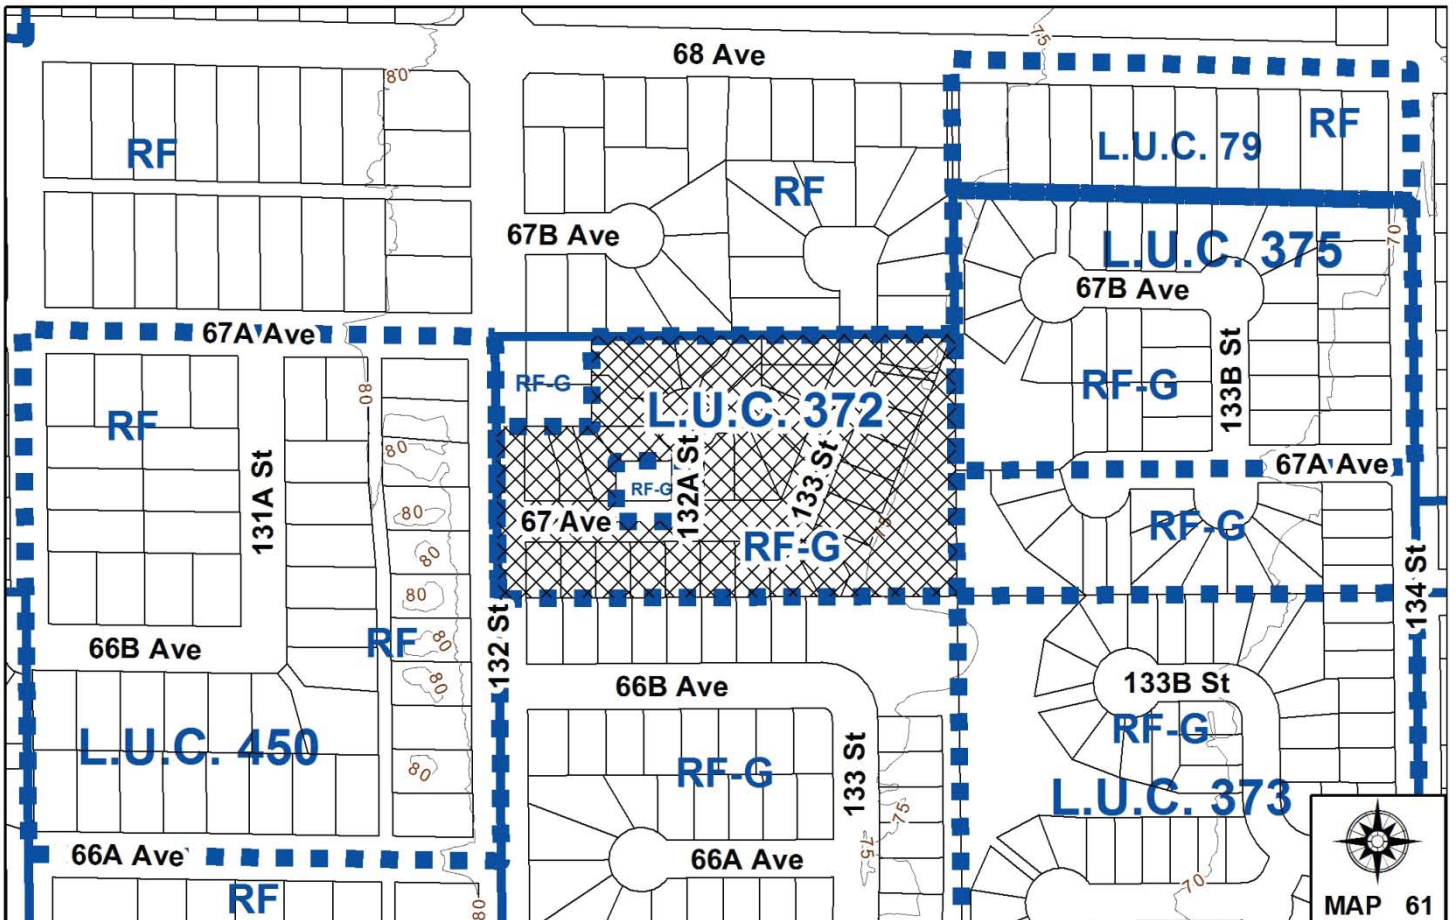 75
68 Ave
80
RF
L.U.C. 79
RF
RF
67B Ave
70
L.U.C. 375
67B Ave
67A Ave
133B St
RF-G
RF-G
80
L.U.C. 372
RF
80
131A St
132A St
133 St
67A Ave
RF-G
80
67 Ave
75
RF-G
RF-G
80
134 St
80
66B Ave
RF
80
132 St
80
66B Ave
133B St
RF-G
L.U.C. 450
80
RF-G
133 St
75
L.U.C. 373
66A Ave
66A Ave
75
70
RF
80
MAP 61